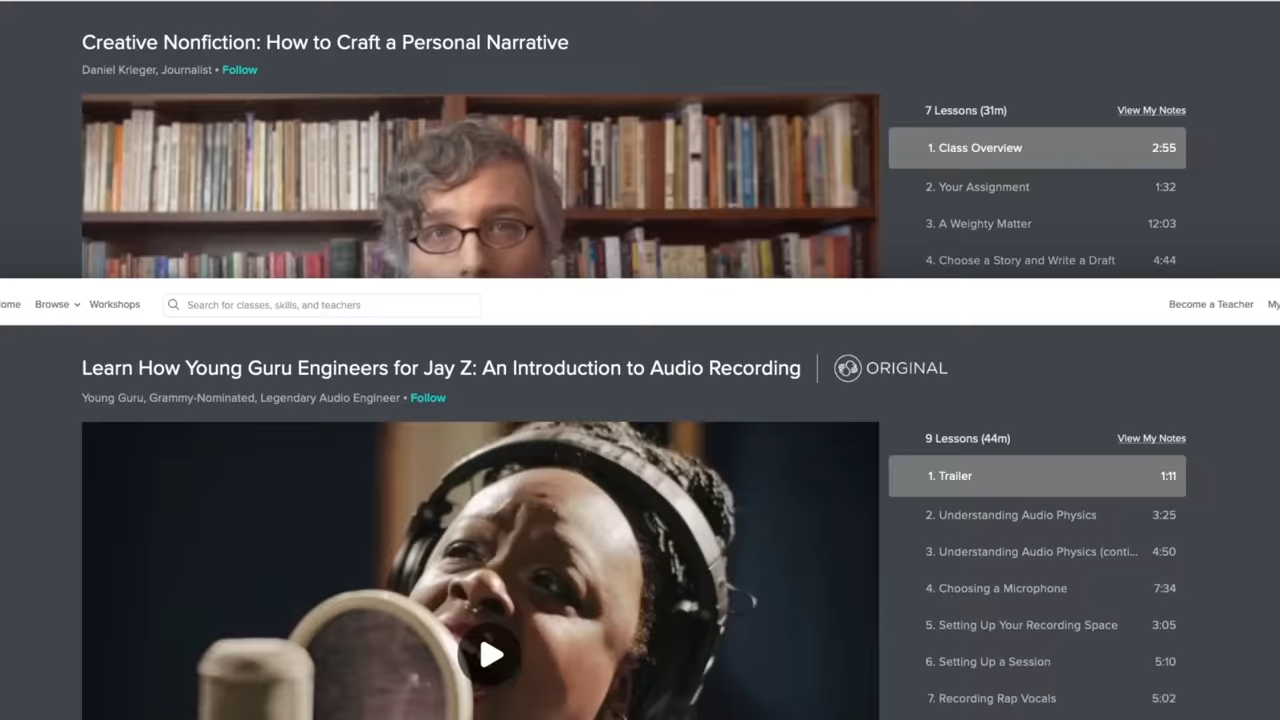 Creative Nonfiction: How to Craft a Personal Narrative
Daniel Krieger, Journalist • Follow
7 Lessons (31m) View My Notes
1. Class Overview 2:55
2. Your Assignment 1:32
3. A Weighty Matter 12:03
4. Choose a Story and Write a Draft 4:44
ome Browse Workshops Search for classes, skills, and teachers Become a Teacher My
Learn How Young Guru Engineers for Jay Z: An Introduction to Audio Recording ORIGINAL
Young Guru, Grammy-Nominated, Legendary Audio Engineer • Follow
9 Lessons (44m) View My Notes
1. Trailer 1:11
2. Understanding Audio Physics 3:25
3. Understanding Audio Physics (conti... 4:50
4. Choosing a Microphone 7:34
5. Setting Up Your Recording Space 3:05
6. Setting Up a Session 5:10
7. Recording Rap Vocals 5:02